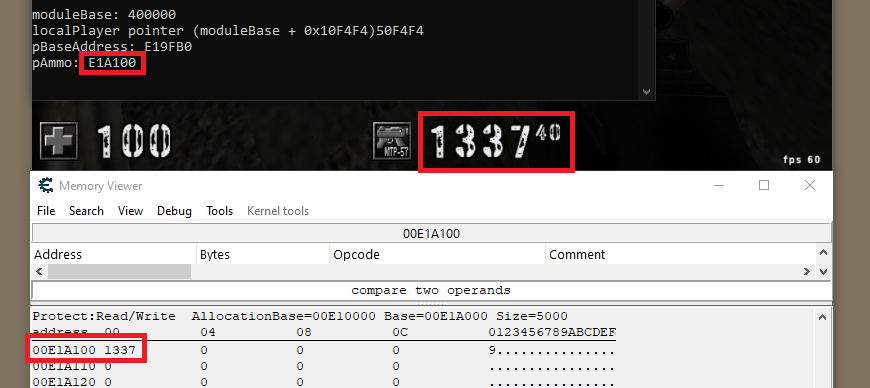 moduleBase: 400000
localPlayer pointer (moduleBase + 0x10F4F4)50F4F4
pBaseAddress: E19FB0
pAmmo: E1A100
100 MTP-57 1337 40
fps 60
Memory Viewer
File Search View Debug Tools Kernel tools
00E1A100
Address Bytes Opcode Comment
compare two operands
Protect:Read/Write AllocationBase=00E10000 Base=00E1A000 Size=5000
address 00 04 08 0C 0123456789ABCDEF
00E1A100 1337 0 0 0 9...............
00E1A110 0 0 0 0 ................
00E1A120 0 0 0 0 ................